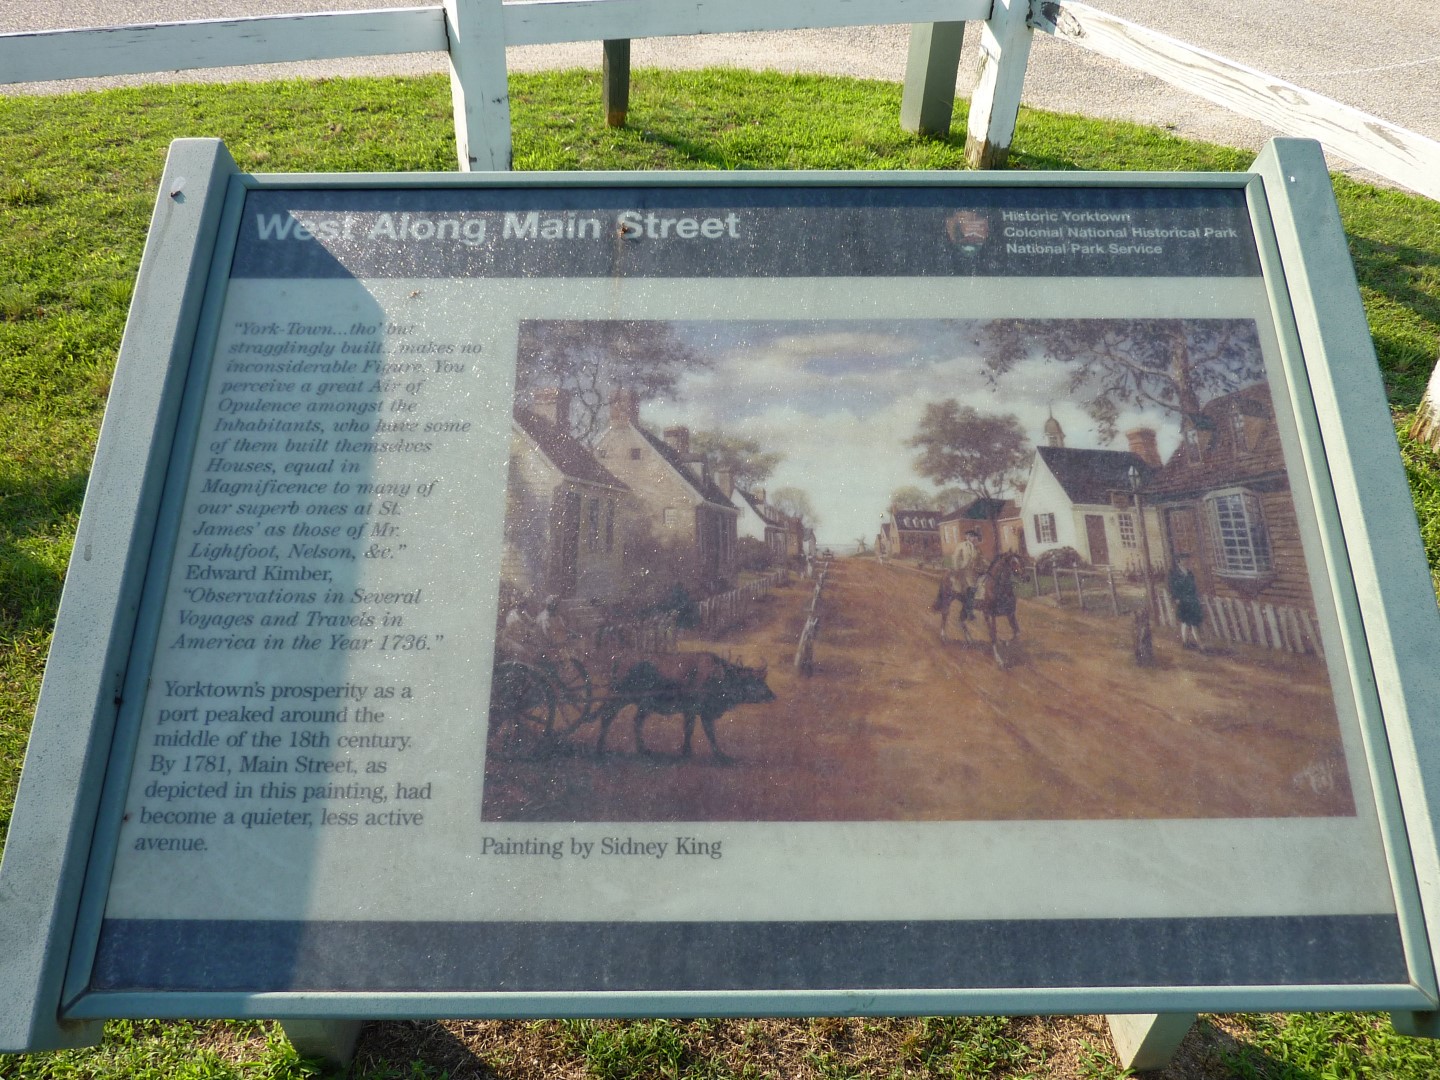 West Along Main Street
Historic Yorktown
Colonial National Historical Park
National Park Service
"York-Town...tho' but
stragglingly built...makes no
inconsiderable Figure. You
perceive a great Air of
Opulence amongst the
Inhabitants, who have some
of them built themselves
Houses, equal in
Magnificence to many of
our superb ones at St.
James' as those of Mr.
Lightfoot, Nelson, &c."
Edward Kimber,
"Observations in Several
Voyages and Travels in
America in the Year 1736."
Yorktown's prosperity as a
port peaked around the
middle of the 18th century.
By 1781, Main Street, as
depicted in this painting, had
become a quieter, less active
avenue.
Painting by Sidney King